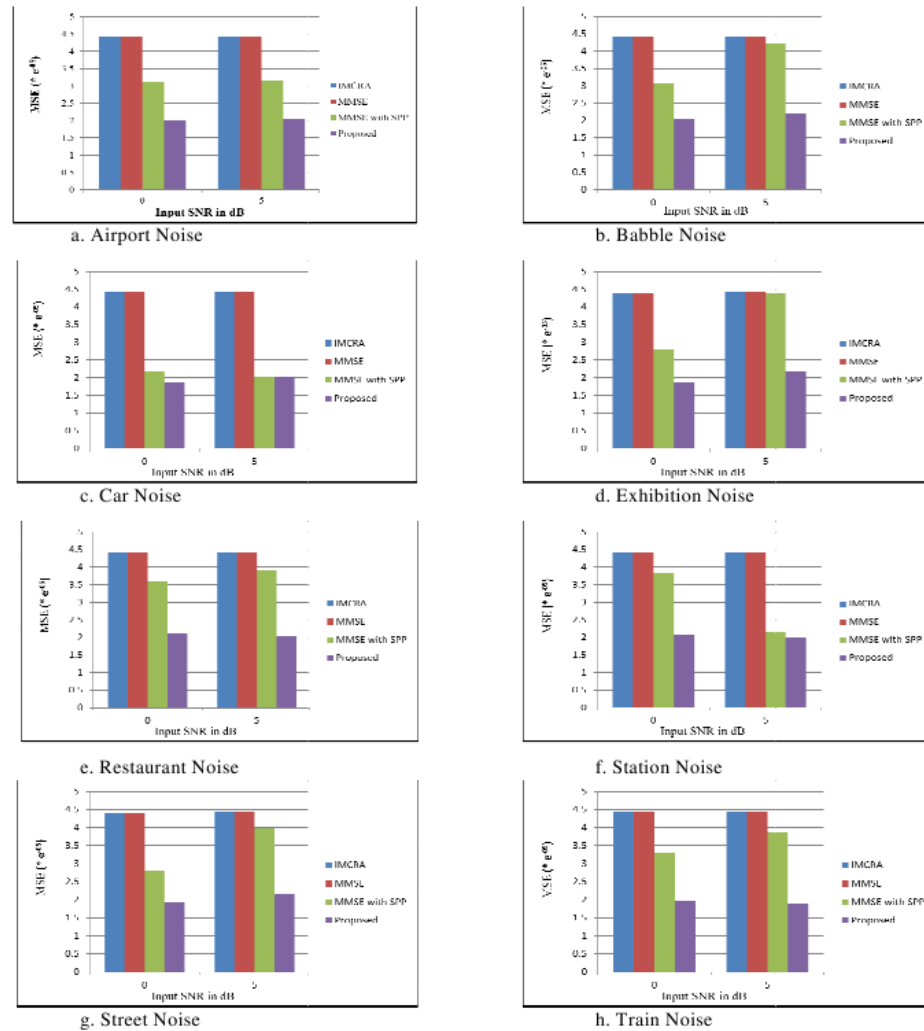 5
4.5
4
3.5
3
2.5
2
1.5
1
0.5
0
MSE (* e
0 5
Input SNR in dB
IMCRA
MMSE
MMSE with SPP
Proposed
a. Airport Noise
5
4.5
4
3.5
3
2.5
2
1.5
1
0.5
0
MSE (* e
0 5
Input SNR in dB
IMCRA
MMSE
MMSE with SPP
Proposed
b. Babble Noise
5
4.5
4
3.5
3
2.5
2
1.5
1
0.5
0
MSE (* e
0 5
Input SNR in dB
IMCRA
MMSE
MMSE with SPP
Proposed
c. Car Noise
5
4.5
4
3.5
3
2.5
2
1.5
1
0.5
0
MSE
0 5
Input SNR in dB
IMCRA
MMSE
MMSE with SPP
Proposed
d. Exhibition Noise
5
4.5
4
3.5
3
2.5
2
1.5
1
0.5
0
MSE (* e
0 5
Input SNR in dB
IMCRA
MMSE
MMSE with SPP
Proposed
e. Restaurant Noise
5
4.5
4
3.5
3
2.5
2
1.5
1
0.5
0
MSE
0 5
Input SNR in dB
IMCRA
MMSE
MMSE with SPP
Proposed
f. Station Noise
5
4.5
4
3.5
3
2.5
2
1.5
1
0.5
0
MSE (* e
0 5
Input SNR in dB
IMCRA
MMSE
MMSE with SPP
Proposed
g. Street Noise
5
4.5
4
3.5
3
2.5
2
1.5
1
0.5
0
MSE (* e
0 5
Input SNR in dB
IMCRA
MMSE
MMSE with SPP
Proposed
h. Train Noise